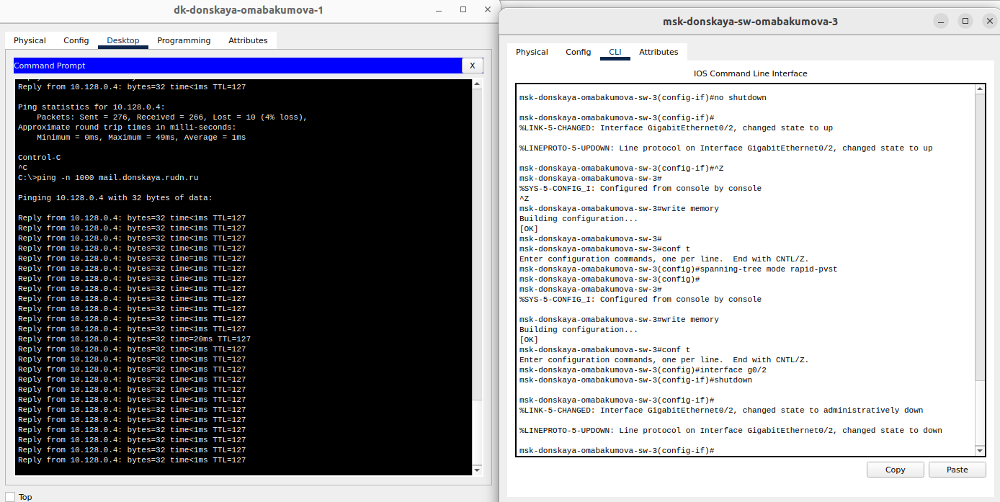 dk-donskaya-omabakumova-1
Physical Config Desktop Programming Attributes
Command Prompt X
Reply from 10.128.0.4: bytes=32 time<1ms TTL=127
Ping statistics for 10.128.0.4:
Packets: Sent = 276, Received = 266, Lost = 10 (4% loss),
Approximate round trip times in milli-seconds:
Minimum = 0ms, Maximum = 49ms, Average = 1ms
Control-C
^C
C:\>ping -n 1000 mail.donskaya.rudn.ru
Pinging 10.128.0.4 with 32 bytes of data:
Reply from 10.128.0.4: bytes=32 time<1ms TTL=127
Reply from 10.128.0.4: bytes=32 time<1ms TTL=127
Reply from 10.128.0.4: bytes=32 time<1ms TTL=127
Reply from 10.128.0.4: bytes=32 time<1ms TTL=127
Reply from 10.128.0.4: bytes=32 time=1ms TTL=127
Reply from 10.128.0.4: bytes=32 time<1ms TTL=127
Reply from 10.128.0.4: bytes=32 time<1ms TTL=127
Reply from 10.128.0.4: bytes=32 time<1ms TTL=127
Reply from 10.128.0.4: bytes=32 time<1ms TTL=127
Reply from 10.128.0.4: bytes=32 time<1ms TTL=127
Reply from 10.128.0.4: bytes=32 time<1ms TTL=127
Reply from 10.128.0.4: bytes=32 time<1ms TTL=127
Reply from 10.128.0.4: bytes=32 time=20ms TTL=127
Reply from 10.128.0.4: bytes=32 time<1ms TTL=127
Reply from 10.128.0.4: bytes=32 time<1ms TTL=127
Reply from 10.128.0.4: bytes=32 time<1ms TTL=127
Reply from 10.128.0.4: bytes=32 time<1ms TTL=127
Reply from 10.128.0.4: bytes=32 time<1ms TTL=127
Reply from 10.128.0.4: bytes=32 time<1ms TTL=127
Reply from 10.128.0.4: bytes=32 time=1ms TTL=127
Reply from 10.128.0.4: bytes=32 time<1ms TTL=127
Reply from 10.128.0.4: bytes=32 time<1ms TTL=127
Reply from 10.128.0.4: bytes=32 time<1ms TTL=127
Reply from 10.128.0.4: bytes=32 time<1ms TTL=127
Reply from 10.128.0.4: bytes=32 time<1ms TTL=127
Top
msk-donskaya-sw-omabakumova-3
Physical Config CLI Attributes
IOS Command Line Interface
msk-donskaya-omabakumova-sw-3(config-if)#no shutdown
msk-donskaya-omabakumova-sw-3(config-if)#
%LINK-5-CHANGED: Interface GigabitEthernet0/2, changed state to up
%LINEPROTO-5-UPDOWN: Line protocol on Interface GigabitEthernet0/2, changed state to up
msk-donskaya-omabakumova-sw-3(config-if)#^Z
msk-donskaya-omabakumova-sw-3#
%SYS-5-CONFIG_I: Configured from console by console
^Z
msk-donskaya-omabakumova-sw-3#write memory
Building configuration...
[OK]
msk-donskaya-omabakumova-sw-3#
msk-donskaya-omabakumova-sw-3#conf t
Enter configuration commands, one per line. End with CNTL/Z.
msk-donskaya-omabakumova-sw-3(config)#spanning-tree mode rapid-pvst
msk-donskaya-omabakumova-sw-3(config)#
msk-donskaya-omabakumova-sw-3#
%SYS-5-CONFIG_I: Configured from console by console
msk-donskaya-omabakumova-sw-3#write memory
Building configuration...
[OK]
msk-donskaya-omabakumova-sw-3#conf t
Enter configuration commands, one per line. End with CNTL/Z.
msk-donskaya-omabakumova-sw-3(config)#interface g0/2
msk-donskaya-omabakumova-sw-3(config-if)#shutdown
msk-donskaya-omabakumova-sw-3(config-if)#
%LINK-5-CHANGED: Interface GigabitEthernet0/2, changed state to administratively down
%LINEPROTO-5-UPDOWN: Line protocol on Interface GigabitEthernet0/2, changed state to down
msk-donskaya-omabakumova-sw-3(config-if)#
Copy Paste